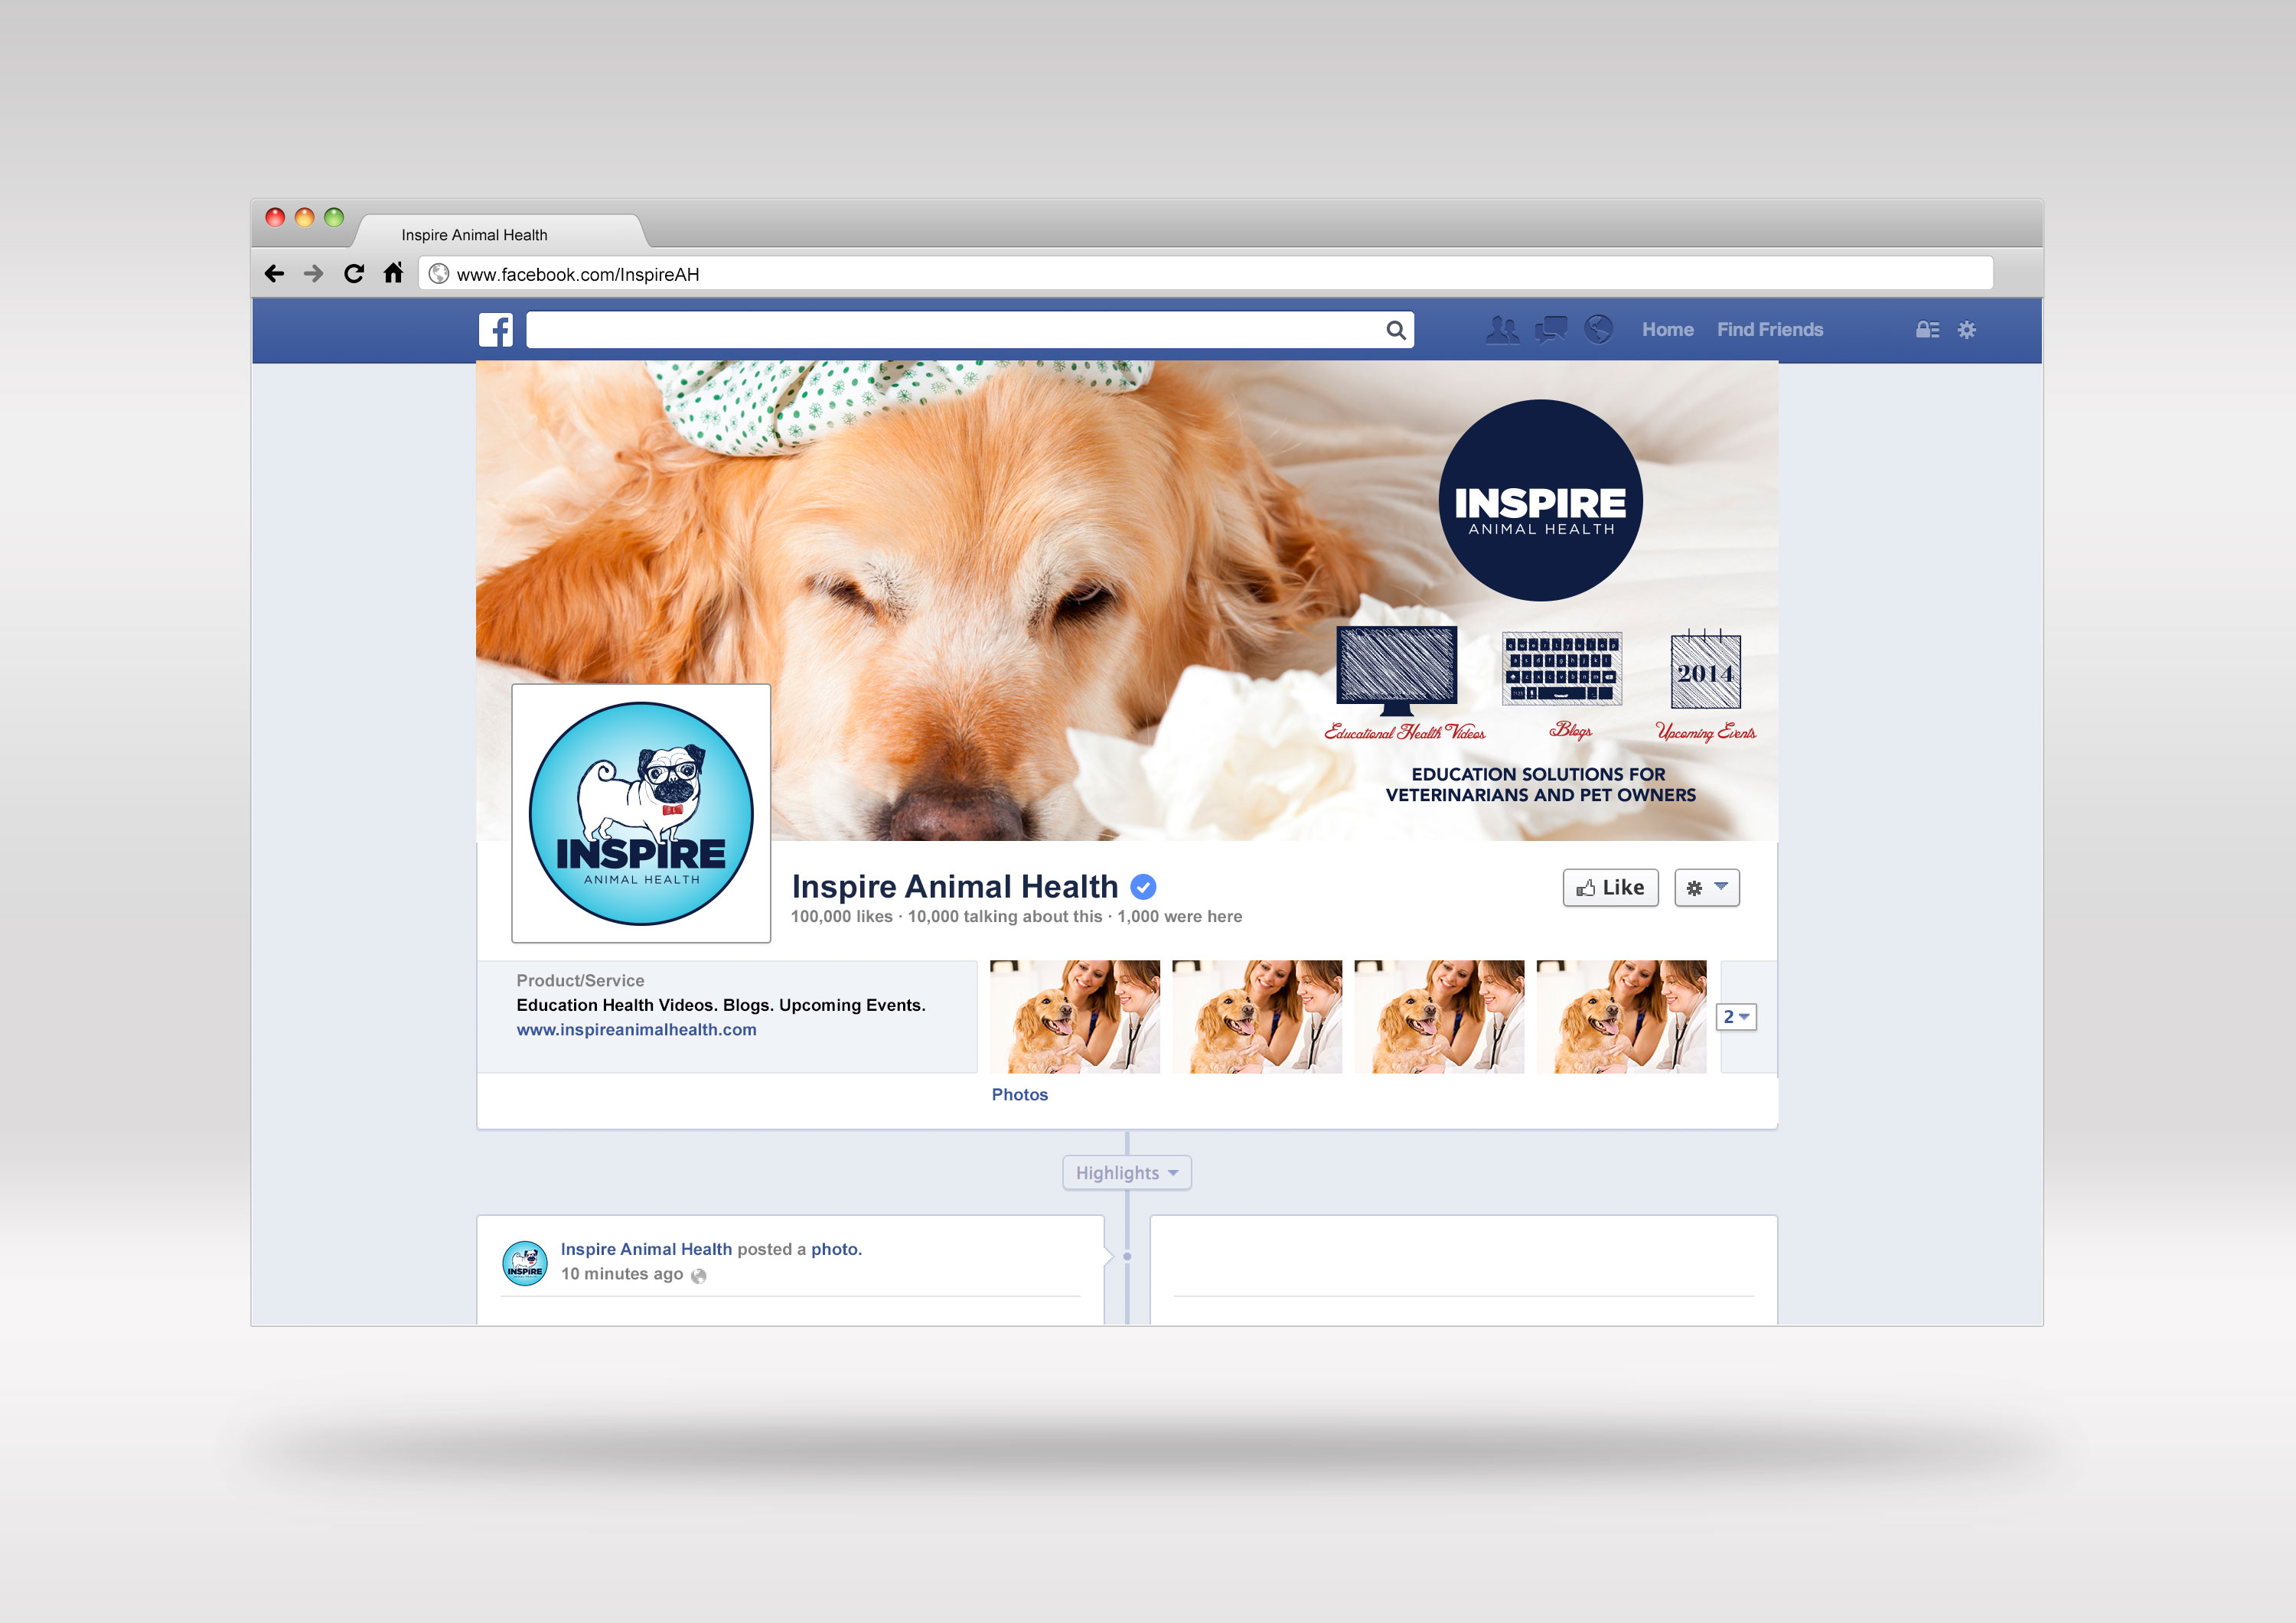 Inspire Animal Health
www.facebook.com/InspireAH
Home Find Friends
INSPIRE
ANIMAL HEALTH
2014
Educational Health Videos
Blogs
Upcoming Events
EDUCATION SOLUTIONS FOR
VETERINARIANS AND PET OWNERS
INSPIRE
ANIMAL HEALTH
Inspire Animal Health
100,000 likes · 10,000 talking about this · 1,000 were here
Like
Product/Service
Education Health Videos. Blogs. Upcoming Events.
www.inspireanimalhealth.com
2
Photos
Highlights
INSPIRE
Inspire Animal Health posted a photo.
10 minutes ago